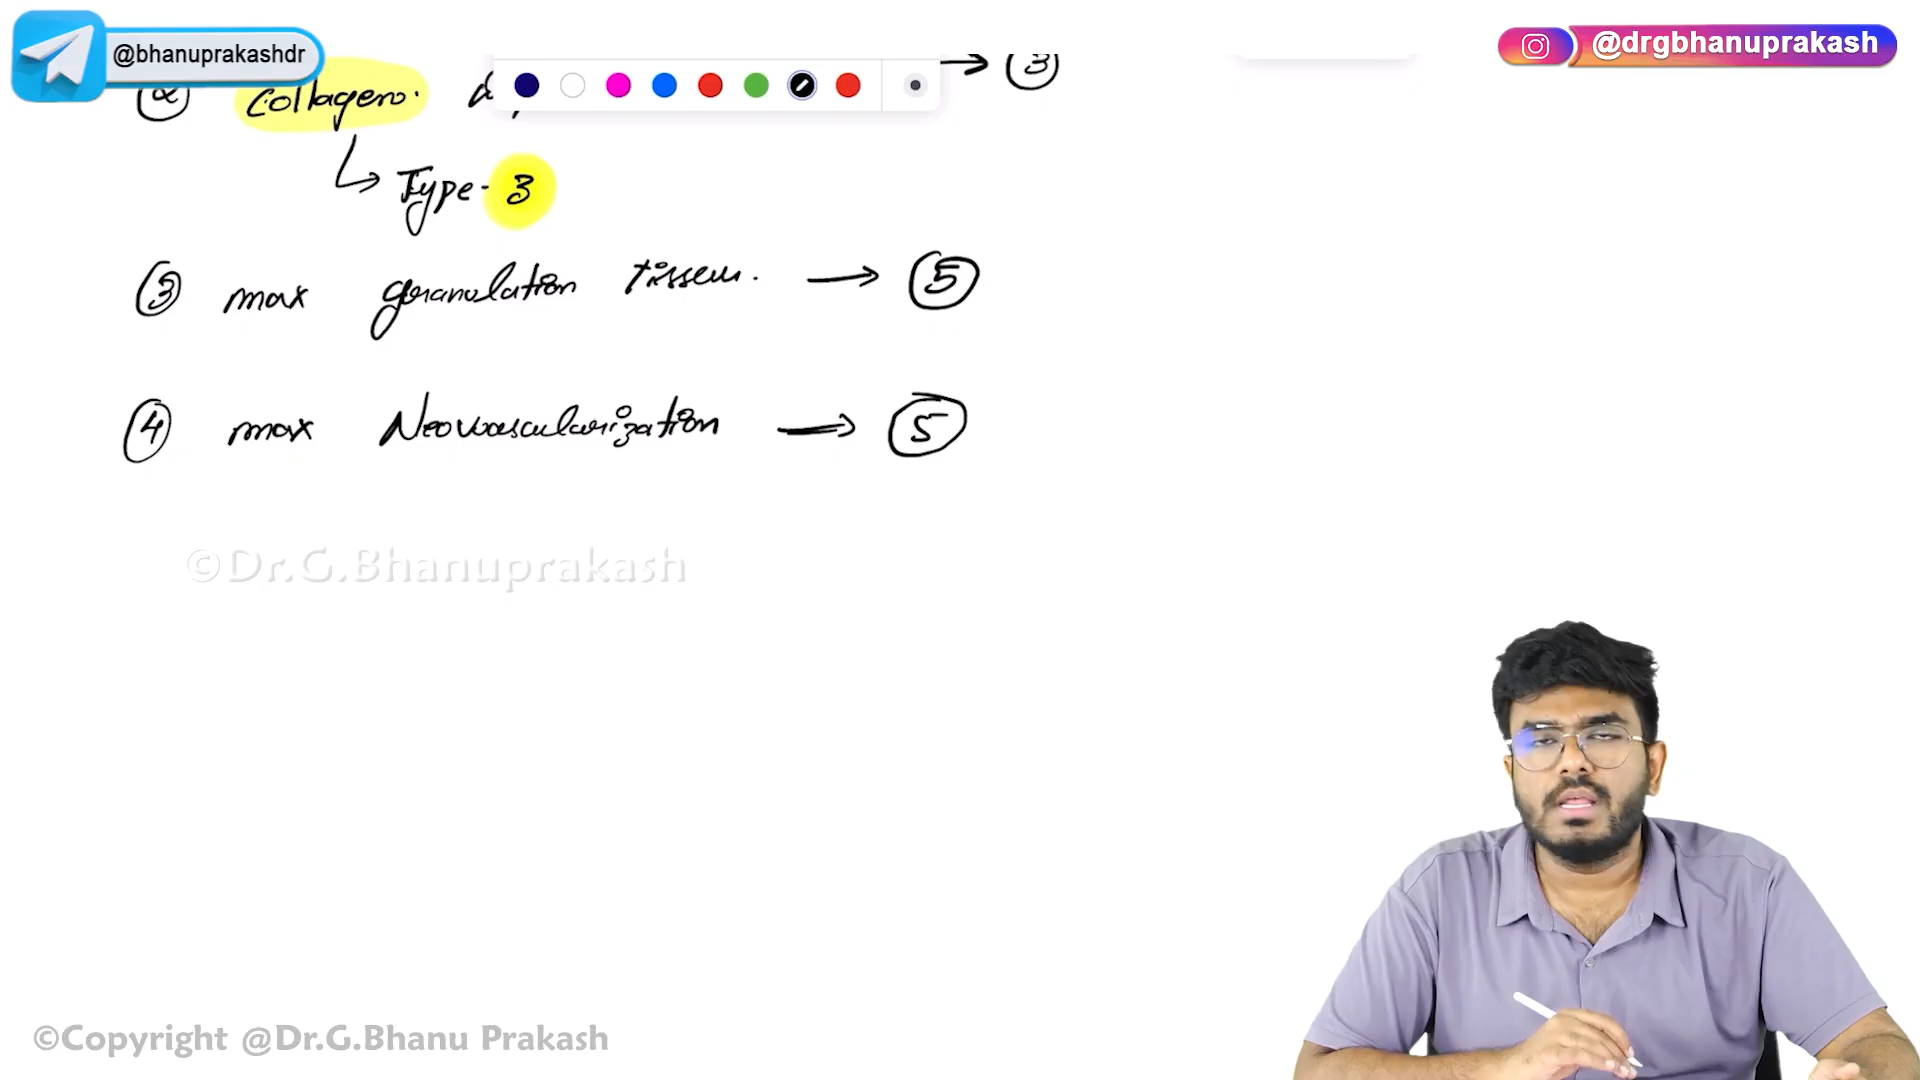 @bhanuprakashdr
@drgbhanuprakash
② Collagen. → ③
↳ Type- 3
③ max granulation tissue. → ⑤
④ max Neovascularization → ⑤
©Dr.G.Bhanuprakash
©Copyright @Dr.G.Bhanu Prakash